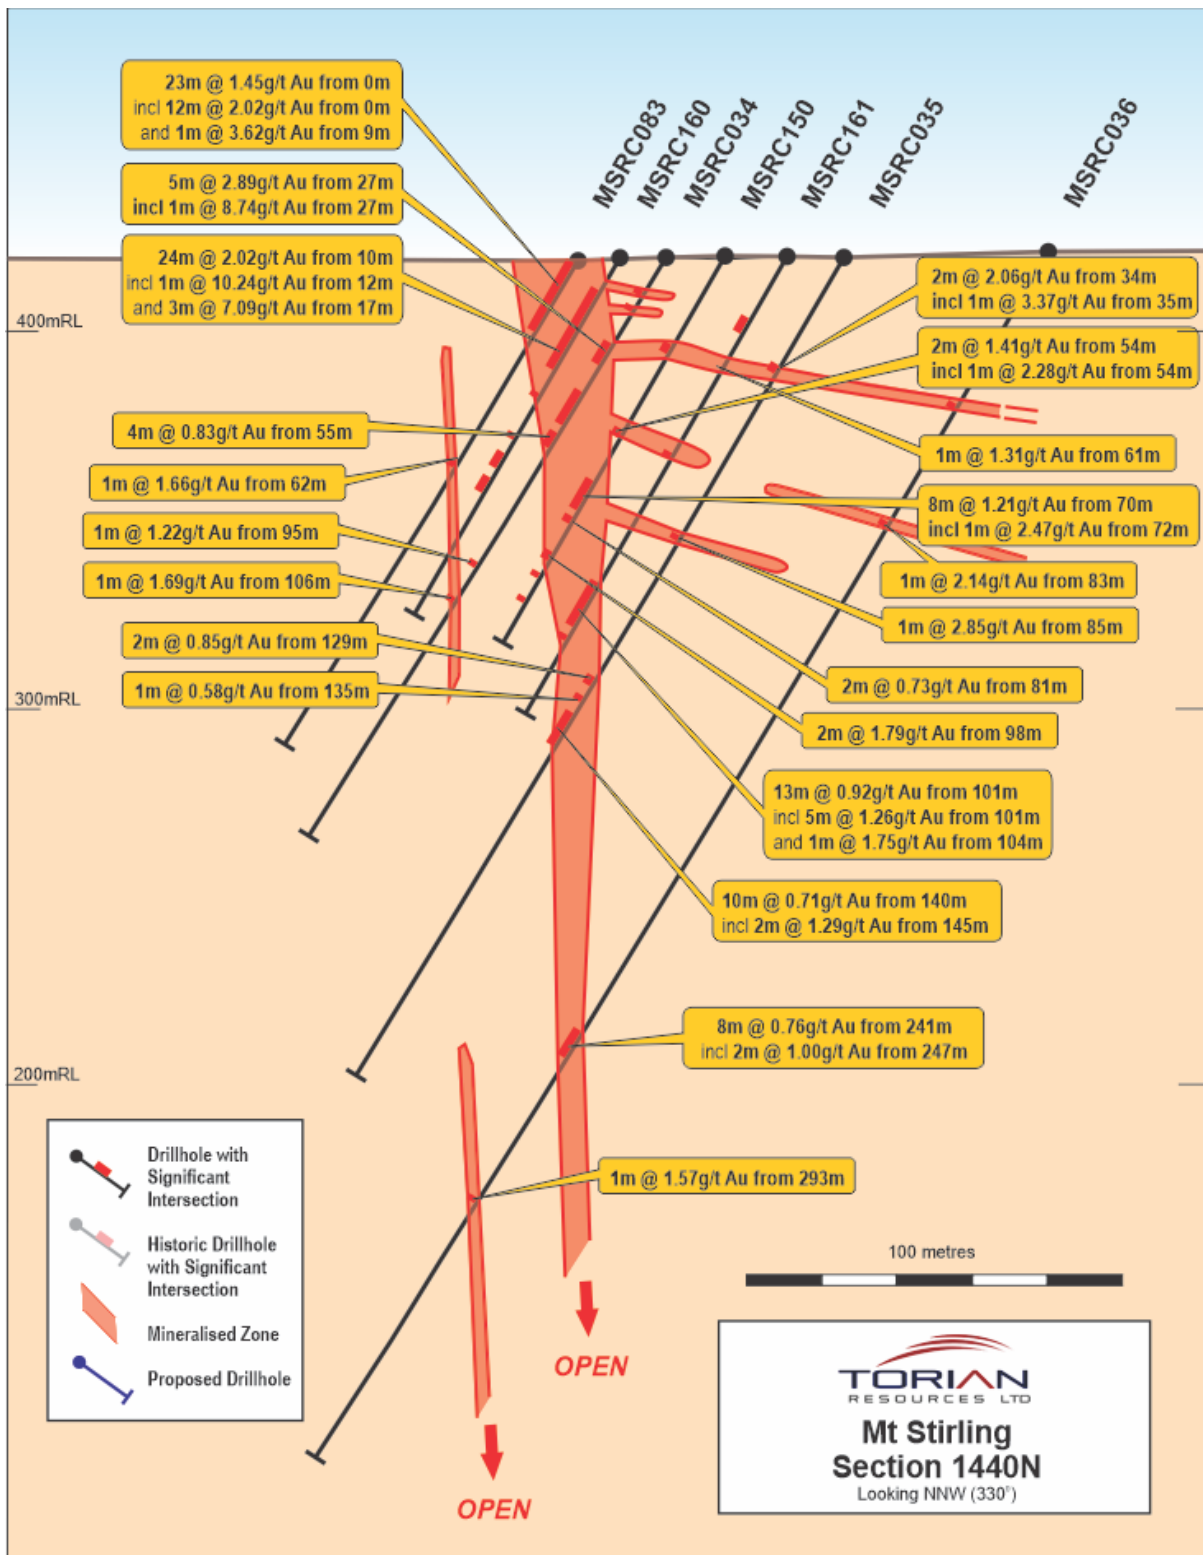 23m @ 1.45g/t Au from 0m
incl 12m @ 2.02g/t Au from 0m
and 1m @ 3.62g/t Au from 9m
5m @ 2.89g/t Au from 27m
incl 1m @ 8.74g/t Au from 27m
24m @ 2.02g/t Au from 10m
incl 1m @ 10.24g/t Au from 12m
and 3m @ 7.09g/t Au from 17m
MSRC083
MSRC160
MSRC034
MSRC150
MSRC161
MSRC035
MSRC036
2m @ 2.06g/t Au from 34m
incl 1m @ 3.37g/t Au from 35m
400mRL
2m @ 1.41g/t Au from 54m
incl 1m @ 2.28g/t Au from 54m
4m @ 0.83g/t Au from 55m
1m @ 1.31g/t Au from 61m
1m @ 1.66g/t Au from 62m
8m @ 1.21g/t Au from 70m
incl 1m @ 2.47g/t Au from 72m
1m @ 1.22g/t Au from 95m
1m @ 2.14g/t Au from 83m
1m @ 1.69g/t Au from 106m
1m @ 2.85g/t Au from 85m
2m @ 0.85g/t Au from 129m
2m @ 0.73g/t Au from 81m
1m @ 0.58g/t Au from 135m
300mRL
2m @ 1.79g/t Au from 98m
13m @ 0.92g/t Au from 101m
incl 5m @ 1.26g/t Au from 101m
and 1m @ 1.75g/t Au from 104m
10m @ 0.71g/t Au from 140m
incl 2m @ 1.29g/t Au from 145m
8m @ 0.76g/t Au from 241m
incl 2m @ 1.00g/t Au from 247m
200mRL
1m @ 1.57g/t Au from 293m
Drillhole with
Significant
Intersection
Historic Drillhole
with Significant
Intersection
Mineralised Zone
Proposed Drillhole
100 metres
OPEN
OPEN
TORIAN
RESOURCES LTD
Mt Stirling
Section 1440N
Looking NNW (330°)